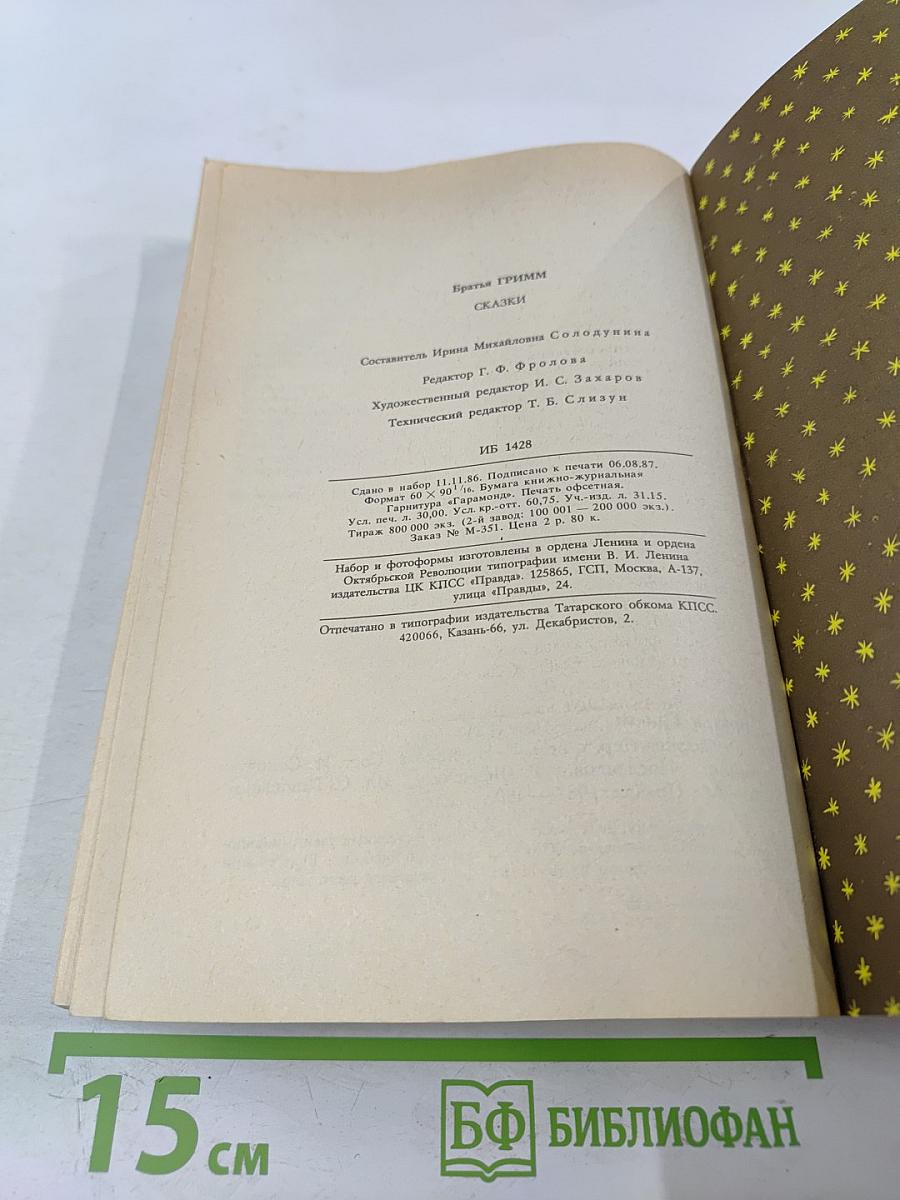 Братья ГРИММ
СКАЗКИ
Составитель Ирина Михайловна Солодунина
Редактор Г. Ф. Фролова
Художественный редактор И. С. Захаров
Технический редактор Т. Б. Слизун
ИБ 1428
Сдано в набор 11.11.86. Подписано к печати 06.08.87.
Формат 60 × 90 1/16. Бумага книжно-журнальная
Гарнитура «Гарамонд». Печать офсетная.
Усл. печ. л. 30,00. Усл. кр.-отт. 60,75. Уч.-изд. л. 31.15.
Тираж 800 000 экз. (2-й завод: 100 001 — 200 000 экз.).
Заказ № М-351. Цена 2 р. 80 к.
Набор и фотоформы изготовлены в ордена Ленина и ордена
Октябрьской Революции типографии имени В. И. Ленина
издательства ЦК КПСС «Правда». 125865, ГСП, Москва, А-137,
улица «Правды», 24.
Отпечатано в типографии издательства Татарского обкома КПСС.
420066, Казань-66, ул. Декабристов, 2.
15 см
БФ БИБЛИОФАН